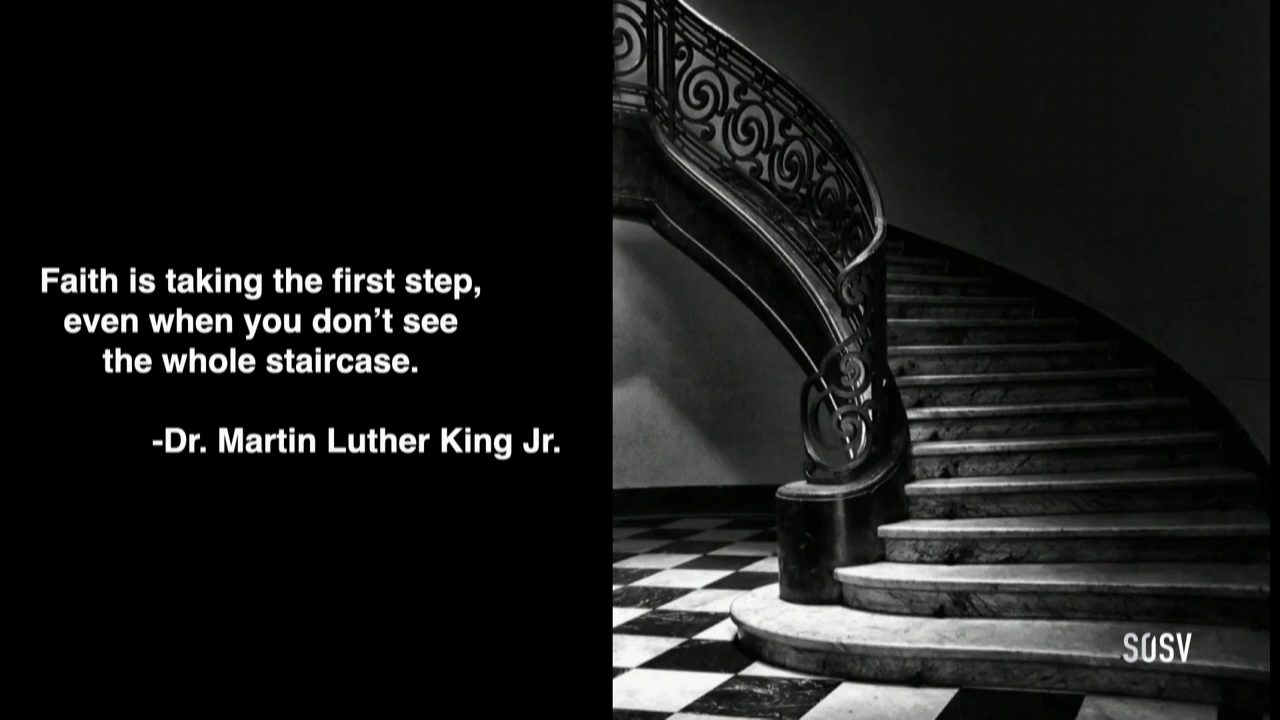 Faith is taking the first step,
even when you don’t see
the whole staircase.
-Dr. Martin Luther King Jr.
SOSV